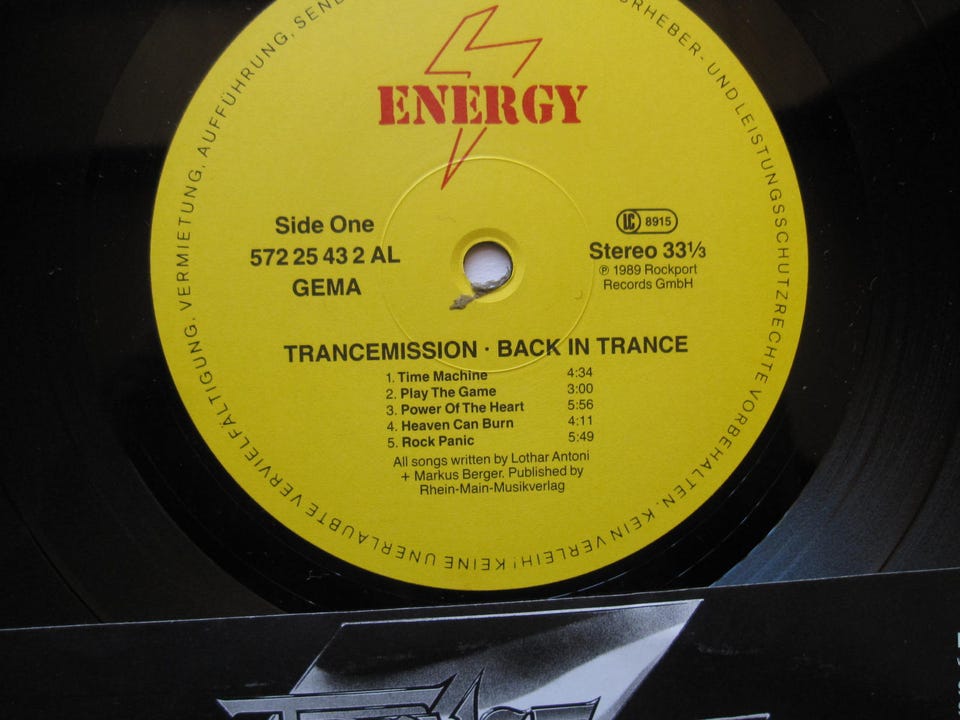 ENERGY
Side One
572 25 43 2 AL
GEMA
LC 8915
Stereo 33⅓
℗ 1989 Rockport
Records GmbH
TRANCEMISSION · BACK IN TRANCE
1. Time Machine 4:34
2. Play The Game 3:00
3. Power Of The Heart 5:56
4. Heaven Can Burn 4:11
5. Rock Panic 5:49
All songs written by Lothar Antoni
+ Markus Berger. Published by
Rhein-Main-Musikverlag
ORHEBER- UND LEISTUNGSSCHUTZRECHTE VORBEHALTEN. KEIN VERLEIH! KEINE UNERLAUBTE VERVIELFÄLTIGUNG, VERMIETUNG, AUFFÜHRUNG, SEND